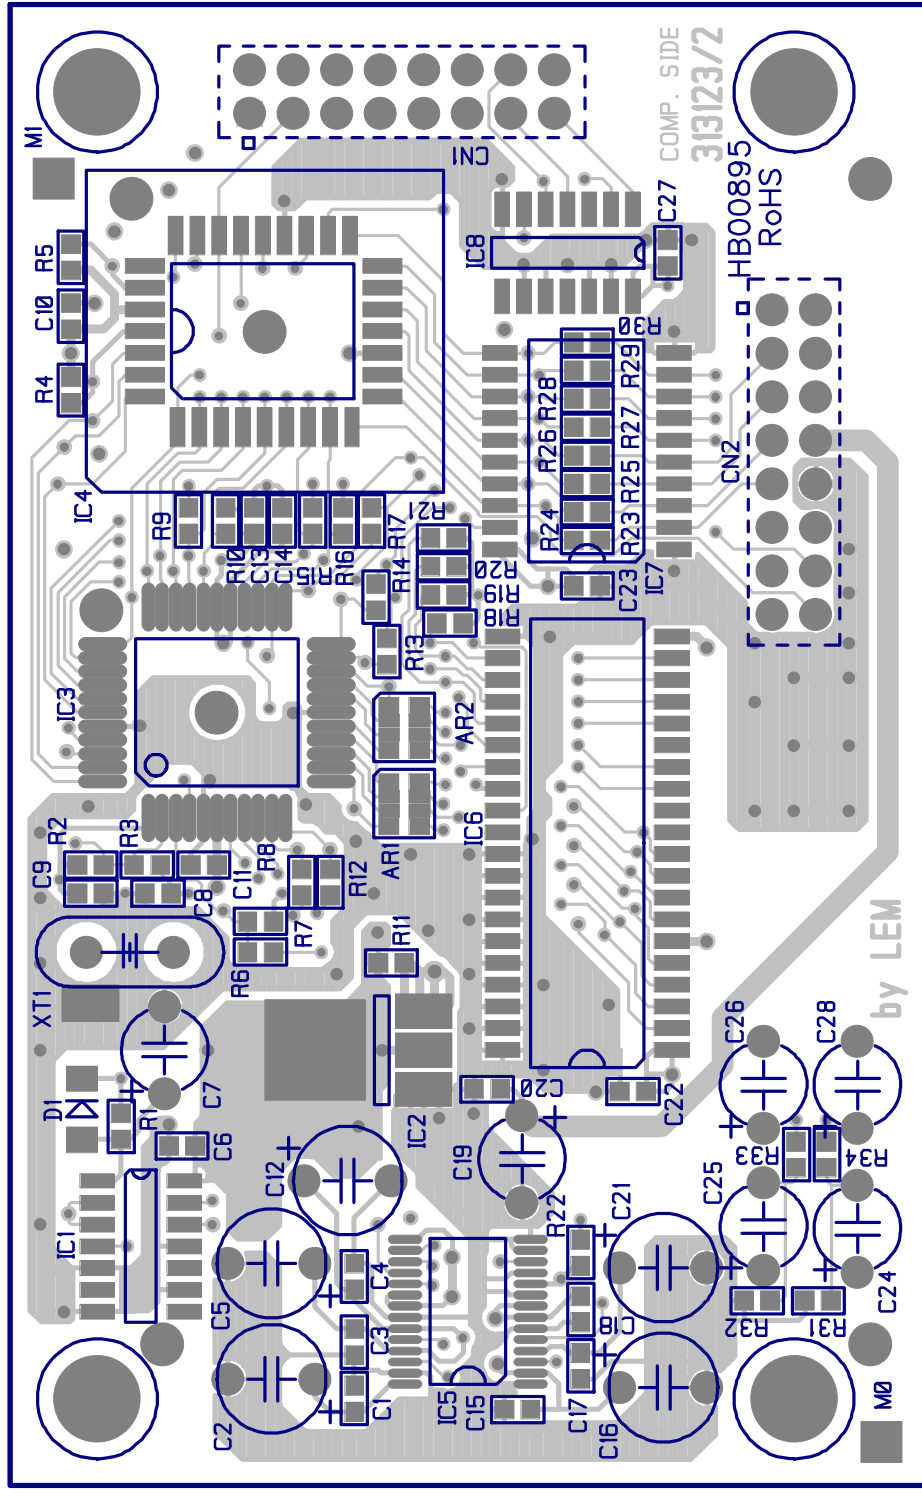 COMP. SIDE
313123/2
HB00895
RoHS
M1
CN1
IC8
C27
R5
C10
R4
IC4
R30
R29
R28
R27
R26
R25
R24
R23
CN2
R9
R10
C13
C14
R15
R16
R17
R21
R20
R19
R18
R14
R13
C23
IC7
IC3
AR2
AR1
IC6
R2
R3
C9
C8
C11
R8
R12
R7
R6
R11
XT1
by LEM
C7
D1
R1
C6
IC2
C20
C22
C26
C28
C12
C19
R33
R34
C25
C24
IC1
C5
C4
R22
C21
C3
C18
R32
R31
C2
C1
IC5
C15
C17
C16
M0